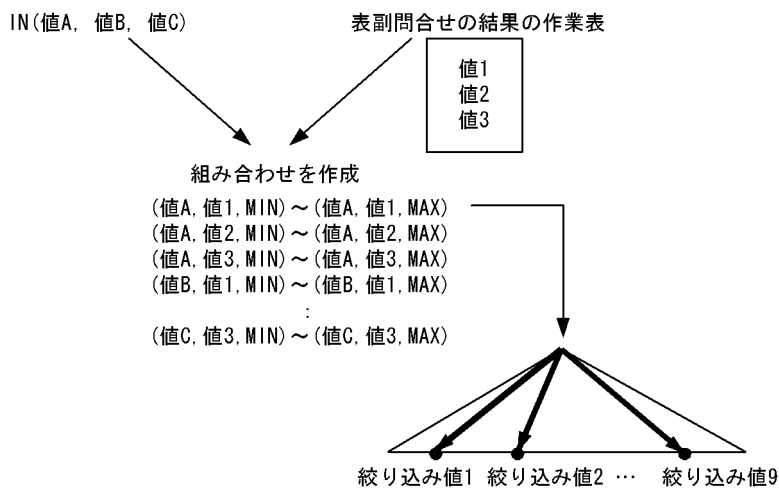 IN(値A, 値B, 値C)
表副問合せの結果の作業表
値1
値2
値3
組み合わせを作成
(値A,値1,MIN)～(値A,値1,MAX)
(値A,値2,MIN)～(値A,値2,MAX)
(値A,値3,MIN)～(値A,値3,MAX)
(値B,値1,MIN)～(値B,値1,MAX)
:
(値C,値3,MIN)～(値C,値3,MAX)
絞り込み値1 絞り込み値2 … 絞り込み値9